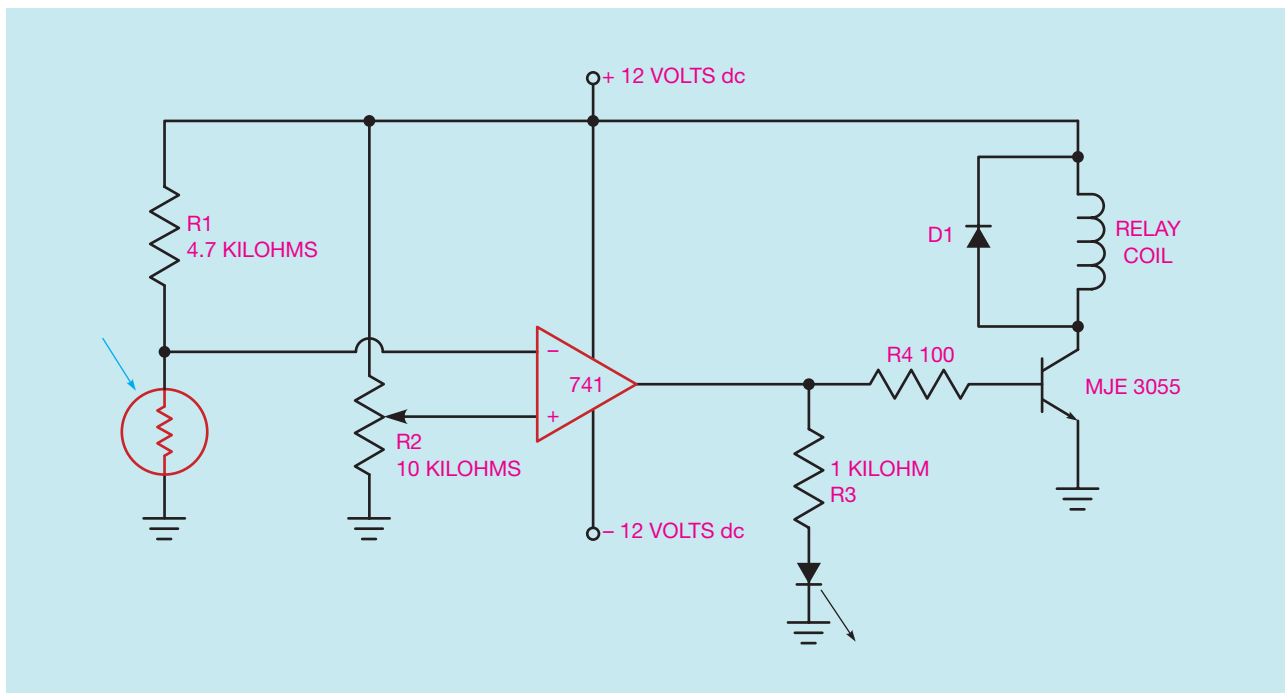 + 12 VOLTS dc
R1
4.7 KILOHMS
D1
RELAY
COIL
−
741
+
R4 100
MJE 3055
R2
10 KILOHMS
1 KILOHM
R3
− 12 VOLTS dc